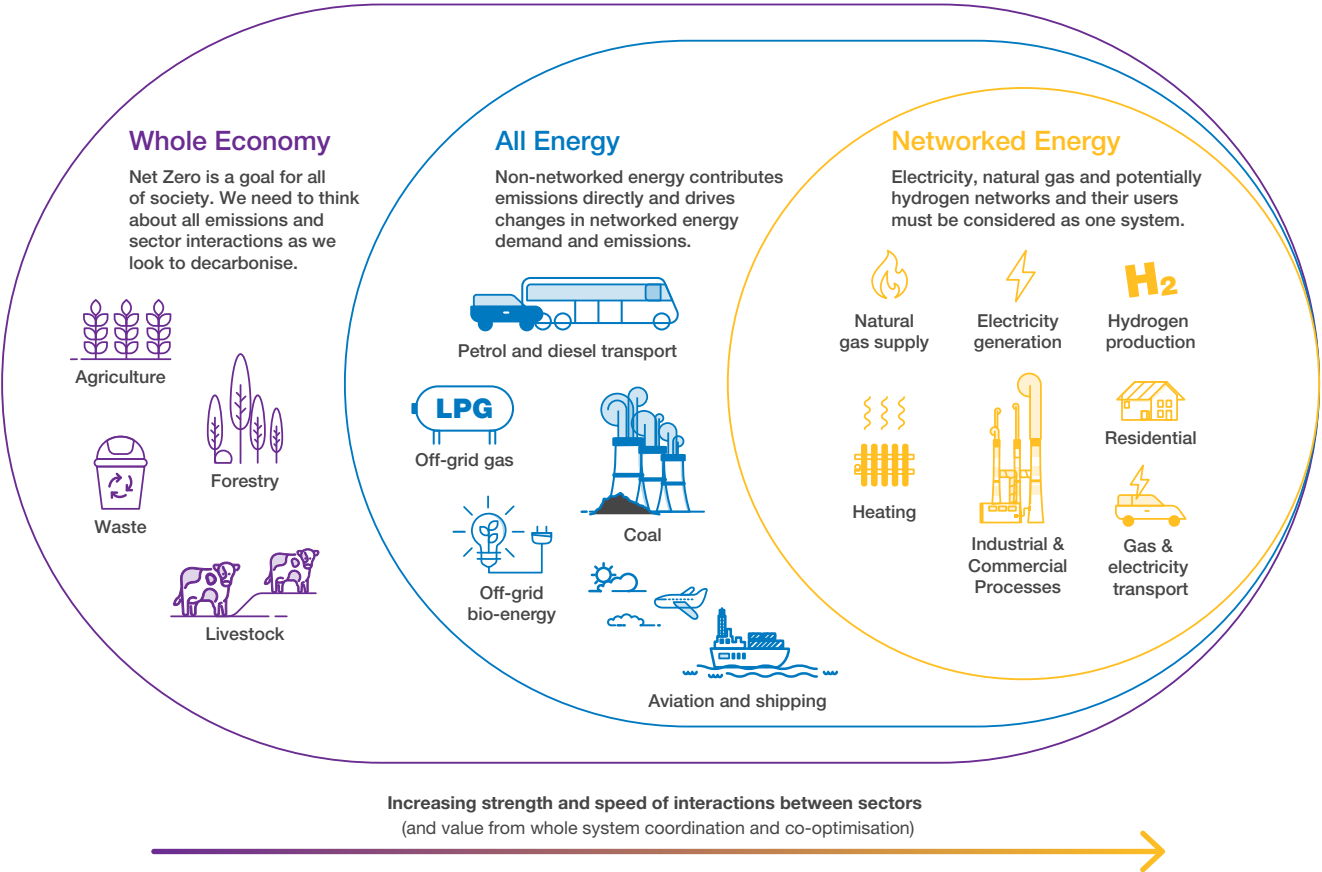 Whole Economy
Net Zero is a goal for all
of society. We need to think
about all emissions and
sector interactions as we
look to decarbonise.
Agriculture
Forestry
Waste
Livestock
All Energy
Non-networked energy contributes
emissions directly and drives
changes in networked energy
demand and emissions.
Petrol and diesel transport
LPG
Off-grid gas
Coal
Off-grid
bio-energy
Aviation and shipping
Networked Energy
Electricity, natural gas and potentially
hydrogen networks and their users
must be considered as one system.
Natural
gas supply
Electricity
generation
H2
Hydrogen
production
Heating
Industrial &
Commercial
Processes
Residential
Gas &
electricity
transport
Increasing strength and speed of interactions between sectors
(and value from whole system coordination and co-optimisation)